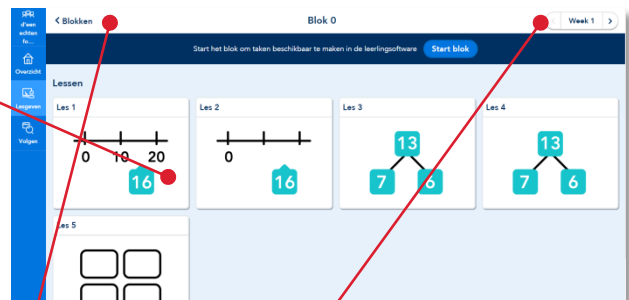 d'een
echten
fo...
Overzicht
Lesgeven
Volgen
< Blokken
Blok 0
< Week 1 >
Start het blok om taken beschikbaar te maken in de leerlingsoftware
Start blok
Lessen
Les 1
0 10 20
16
Les 2
0
16
Les 3
13
7 6
Les 4
13
7 6
Les 5